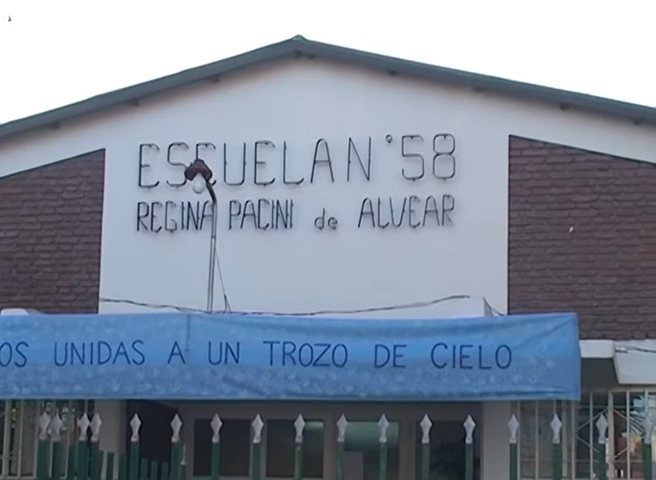 ESCUELA N°58
REGINA PACINI de ALVEAR
OS UNIDAS A UN TROZO DE CIELO